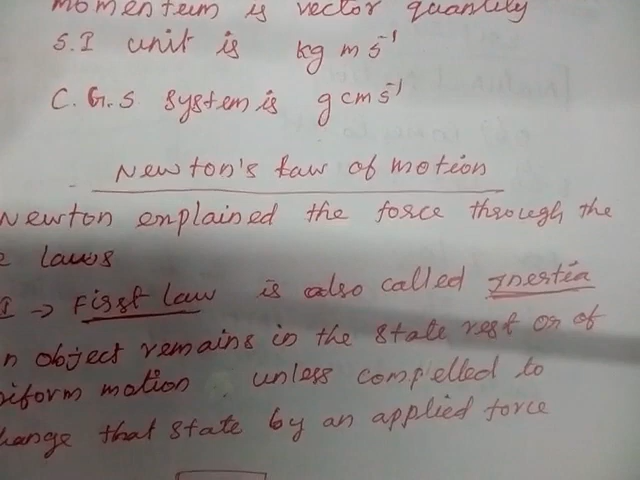 momentum is vector quantity
S.I unit is kg m s⁻¹
C.G.S. system is g cm s⁻¹
Newton's Law of motion
Newton explained the force through the
e laws
I → First Law is also called Inertia
n object remains in the state rest or of
niform motion unless compelled to
hange that state by an applied force